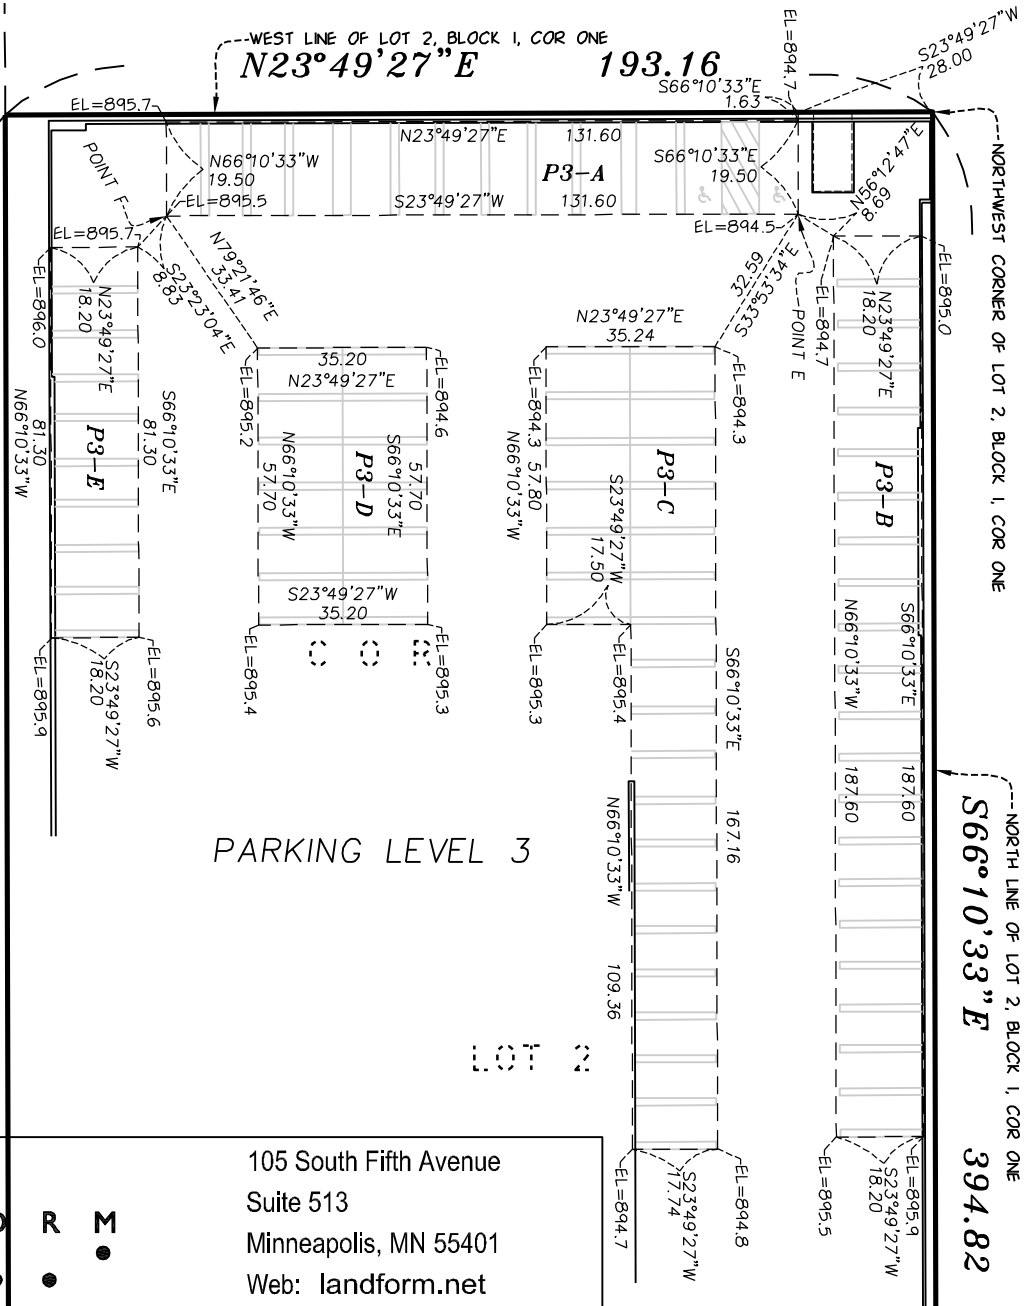 WEST LINE OF LOT 2, BLOCK 1, COR ONE
N23°49'27"E 193.16
EL=894.7
S23°49'27"W
28.00
S66°10'33"E
1.63
EL=895.7
N23°49'27"E 131.60
N66°10'33"W
19.50
P3-A
S66°10'33"E
19.50
N56°12'47"E
8.69
POINT F
EL=895.5
S23°49'27"W 131.60
EL=894.5
EL=895.7
NORTHWEST CORNER OF LOT 2, BLOCK 1, COR ONE
N79°21'46"E
33.41
S23°23'04"E
8.83
32.59
S33°53'34"E
POINT E
EL=894.7
EL=895.0
EL=896.0
N23°49'27"E
18.20
N23°49'27"E
18.20
N23°49'27"E
35.24
35.20
N23°49'27"E
EL=895.2
EL=894.6
EL=894.3
EL=894.3
N66°10'33"W
81.30
P3-E
S66°10'33"E
81.30
N66°10'33"W
57.70
P3-D
57.70
S66°10'33"E
N66°10'33"W
57.80
S23°49'27"W
17.50
P3-C
P3-B
S23°49'27"W
35.20
N66°10'33"W
187.60
S66°10'33"E
187.60
COR
EL=895.9
S23°49'27"W
18.20
EL=895.6
EL=895.4
EL=895.3
EL=895.3
EL=895.4
S66°10'33"E
167.16
PARKING LEVEL 3
N66°10'33"W
109.36
NORTH LINE OF LOT 2, BLOCK 1, COR ONE
S66°10'33"E 394.82
LOT 2
EL=894.7
S23°49'27"W
17.74
EL=894.8
EL=895.5
S23°49'27"W
18.20
EL=895.9
R M
105 South Fifth Avenue
Suite 513
Minneapolis, MN 55401
Web: landform.net